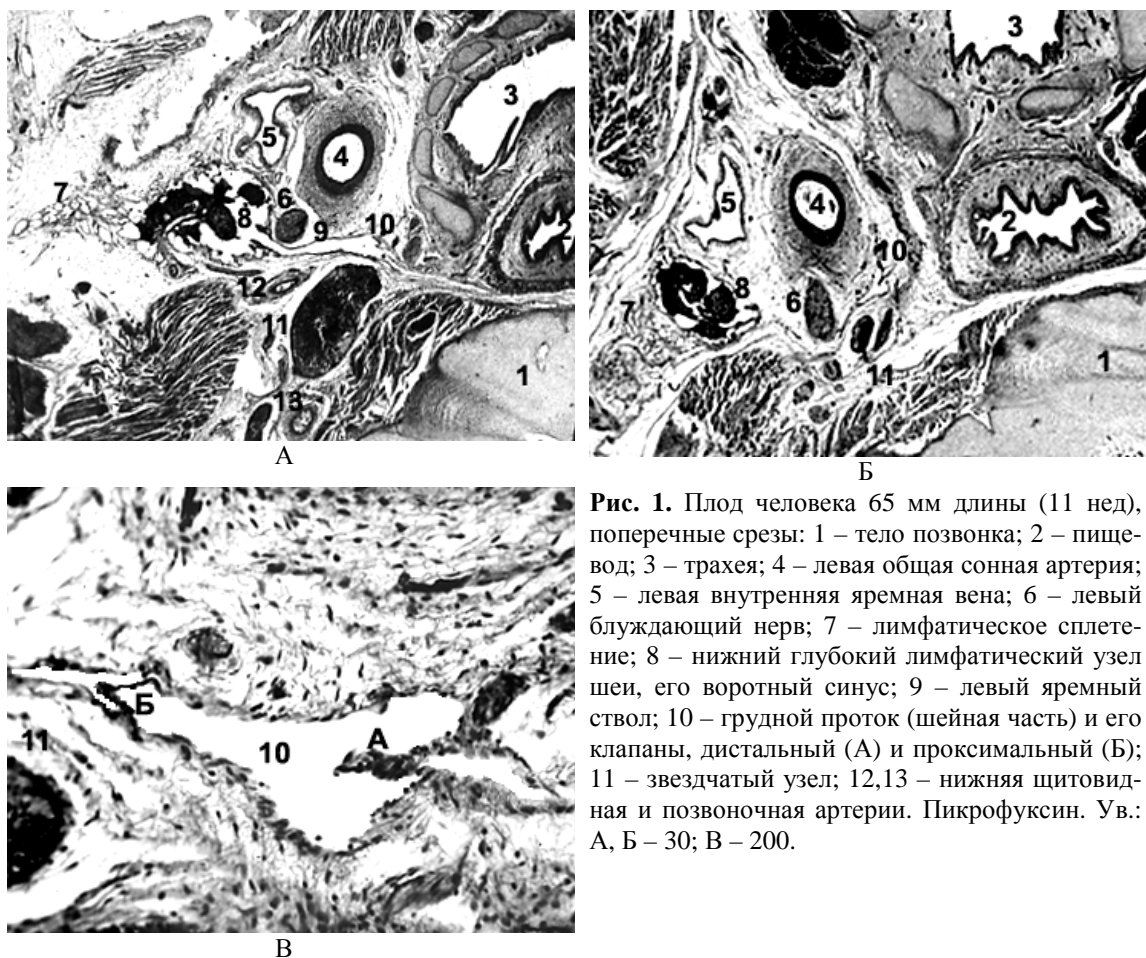 3
5
4
7
6
8
9
10
2
12
11
1
13
А
3
5
4
2
10
8
7
6
11
1
Б
Б
11
10
А
В
Рис. 1. Плод человека 65 мм длины (11 нед),
поперечные срезы: 1 – тело позвонка; 2 – пище-
вод; 3 – трахея; 4 – левая общая сонная артерия;
5 – левая внутренняя яремная вена; 6 – левый
блуждающий нерв; 7 – лимфатическое сплете-
ние; 8 – нижний глубокий лимфатический узел
шеи, его воротный синус; 9 – левый яремный
ствол; 10 – грудной проток (шейная часть) и его
клапаны, дистальный (А) и проксимальный (Б);
11 – звездчатый узел; 12,13 – нижняя щитовид-
ная и позвоночная артерии. Пикрофуксин. Ув.:
А, Б – 30; В – 200.